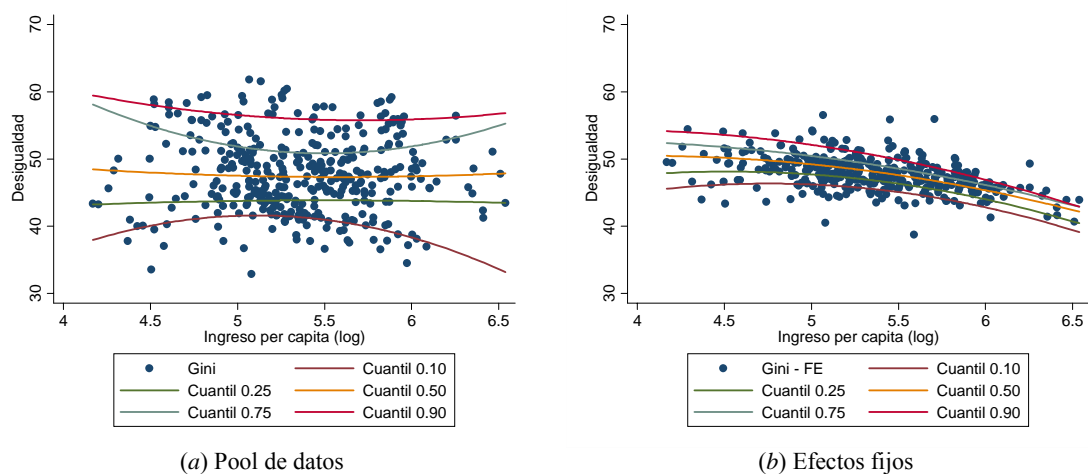 70
60
50
40
30
Desigualdad
4 4.5 5 5.5 6 6.5
Ingreso per capita (log)
Gini Cuantil 0.10
Cuantil 0.25 Cuantil 0.50
Cuantil 0.75 Cuantil 0.90
(a) Pool de datos
70
60
50
40
30
Desigualdad
4 4.5 5 5.5 6 6.5
Ingreso per capita (log)
Gini - FE Cuantil 0.10
Cuantil 0.25 Cuantil 0.50
Cuantil 0.75 Cuantil 0.90
(b) Efectos fijos